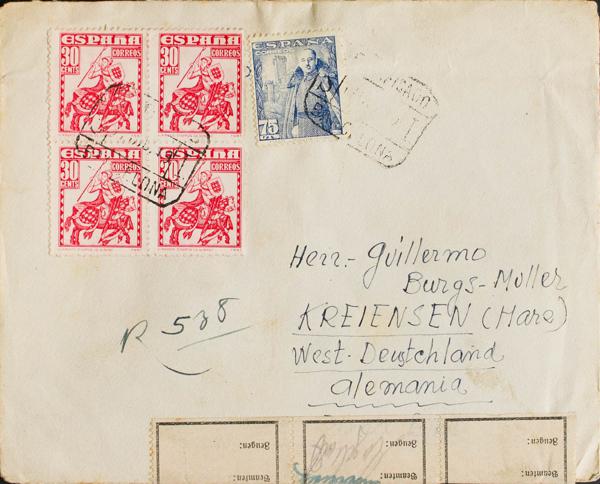 ESPAÑA
CORREOS
30
CENTS
ESPAÑA
CORREOS
30
CENTS
ESPAÑA
CORREOS
30
CENTS
ESPAÑA
CORREOS
30
CENTS
ESPAÑA
CORREOS
75
Herr.- Guillermo
Burgs-Muller
KREIENSEN (Harz)
West-Deutschland
Alemania
R 538
Zeugen:
Beamten:
Zeugen:
Beamten:
Zeugen:
Beamten: